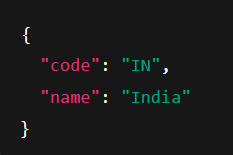 {
  "code": "IN",
  "name": "India"
}